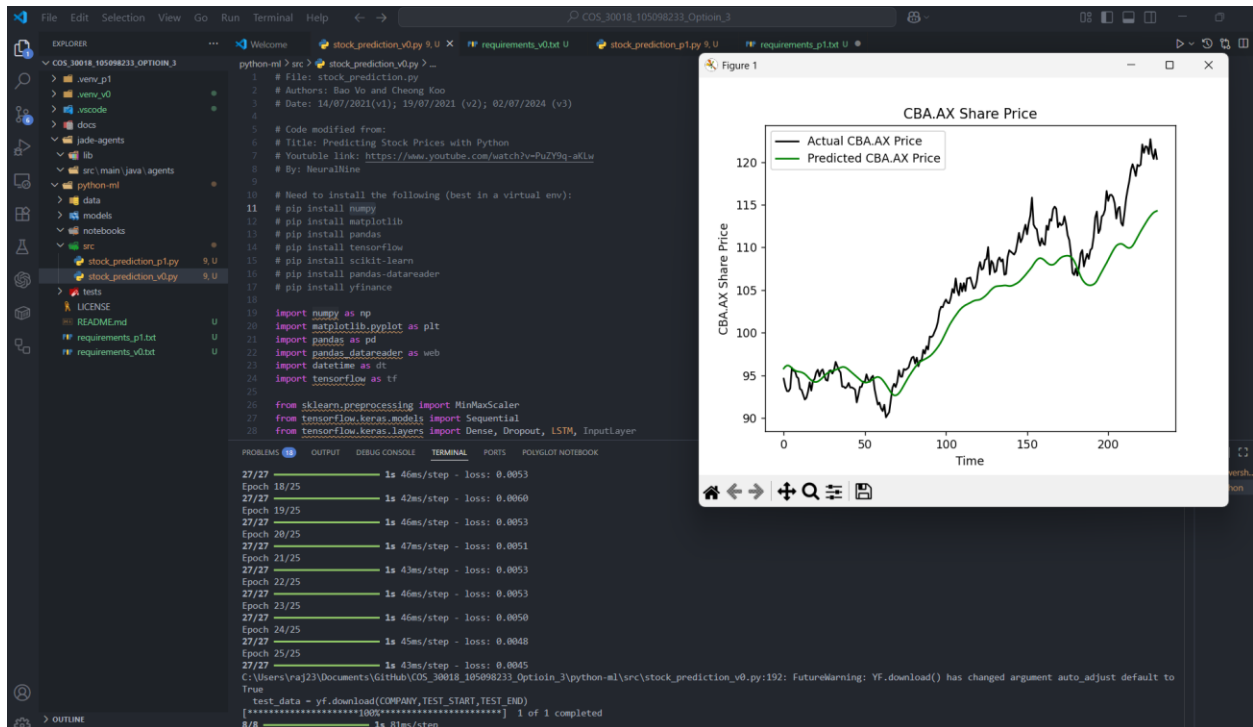 File Edit Selection View Go Run Terminal Help
COS_30018_105098233_Optioin_3
EXPLORER
COS_30018_105098233_OPTIOIN_3
.venv_p1
.venv_v0
.vscode
docs
jade-agents
lib
src\main\java\agents
python-ml
data
models
notebooks
src
stock_prediction_p1.py 9, U
stock_prediction_v0.py 9, U
tests
LICENSE
README.md U
requirements_p1.txt U
requirements_v0.txt U
OUTLINE
Welcome
stock_prediction_v0.py 9, U
requirements_v0.txt U
stock_prediction_p1.py 9, U
requirements_p1.txt U
python-ml > src > stock_prediction_v0.py > ...
1 # File: stock_prediction.py
2 # Authors: Bao Vo and Cheong Koo
3 # Date: 14/07/2021(v1); 19/07/2021 (v2); 02/07/2024 (v3)
4
5 # Code modified from:
6 # Title: Predicting Stock Prices with Python
7 # Youtuble link: https://www.youtube.com/watch?v=PuZY9q-aKLw
8 # By: NeuralNine
9
10 # Need to install the following (best in a virtual env):
11 # pip install numpy
12 # pip install matplotlib
13 # pip install pandas
14 # pip install tensorflow
15 # pip install scikit-learn
16 # pip install pandas-datareader
17 # pip install yfinance
18
19 import numpy as np
20 import matplotlib.pyplot as plt
21 import pandas as pd
22 import pandas_datareader as web
23 import datetime as dt
24 import tensorflow as tf
25
26 from sklearn.preprocessing import MinMaxScaler
27 from tensorflow.keras.models import Sequential
28 from tensorflow.keras.layers import Dense, Dropout, LSTM, InputLayer
PROBLEMS 18 OUTPUT DEBUG CONSOLE TERMINAL PORTS POLYGLOT NOTEBOOK
27/27 1s 46ms/step - loss: 0.0053
Epoch 18/25
27/27 1s 42ms/step - loss: 0.0060
Epoch 19/25
27/27 1s 46ms/step - loss: 0.0053
Epoch 20/25
27/27 1s 47ms/step - loss: 0.0051
Epoch 21/25
27/27 1s 43ms/step - loss: 0.0053
Epoch 22/25
27/27 1s 46ms/step - loss: 0.0053
Epoch 23/25
27/27 1s 46ms/step - loss: 0.0050
Epoch 24/25
27/27 1s 45ms/step - loss: 0.0048
Epoch 25/25
27/27 1s 43ms/step - loss: 0.0045
C:\Users\raj23\Documents\GitHub\COS_30018_105098233_Optioin_3\python-ml\src\stock_prediction_v0.py:192: FutureWarning: YF.download() has changed argument auto_adjust default to
True
test_data = yf.download(COMPANY,TEST_START,TEST_END)
[*********************100%***********************] 1 of 1 completed
8/8 1s 81ms/step
Figure 1
CBA.AX Share Price
Actual CBA.AX Price
Predicted CBA.AX Price
CBA.AX Share Price
120
115
110
105
100
95
90
0 50 100 150 200
Time